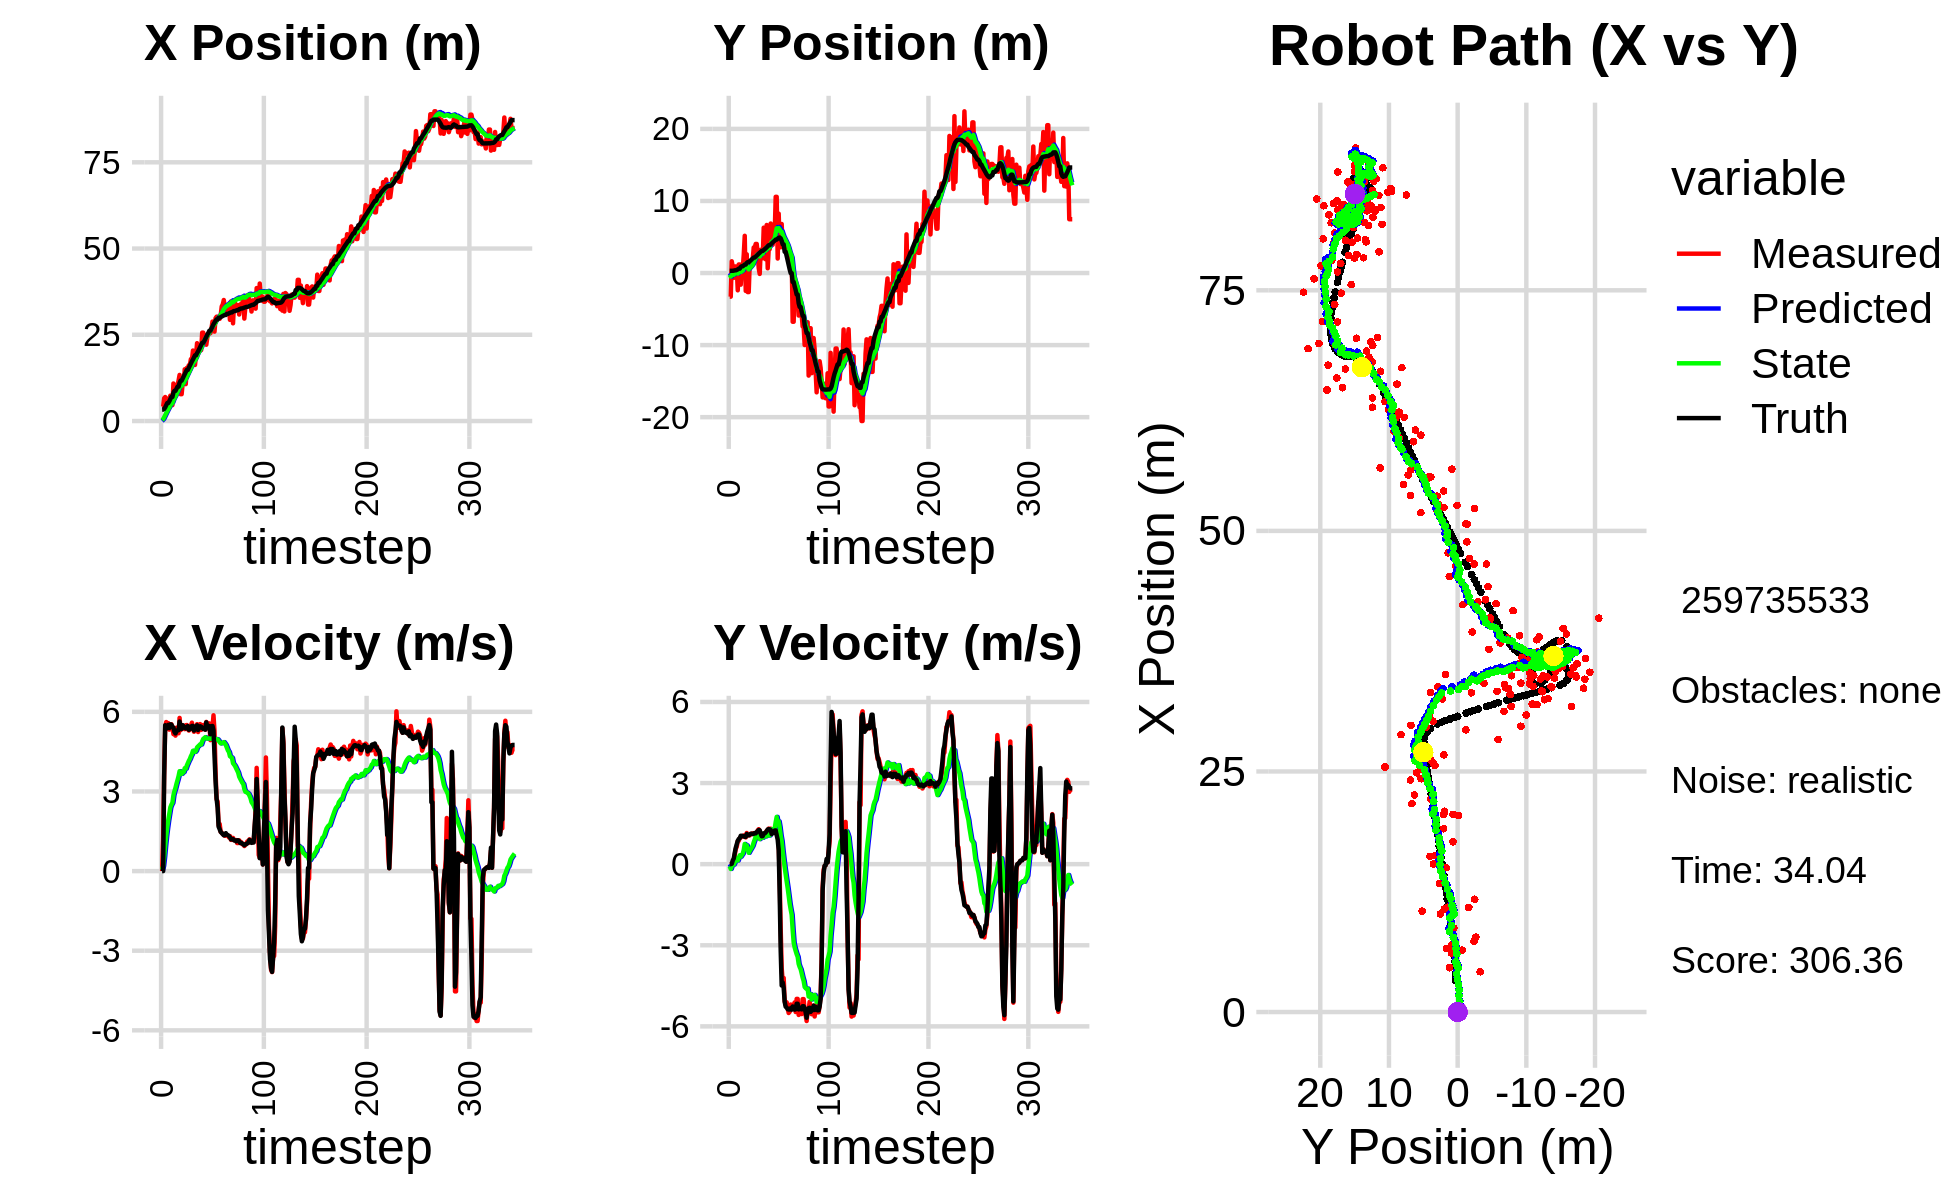 X Position (m)
75
50
25
0
0
100
200
300
timestep
Y Position (m)
20
10
0
-10
-20
0
100
200
300
timestep
X Velocity (m/s)
6
3
0
-3
-6
0
100
200
300
timestep
Y Velocity (m/s)
6
3
0
-3
-6
0
100
200
300
timestep
Robot Path (X vs Y)
X Position (m)
75
50
25
0
20 10 0 -10 -20
Y Position (m)
variable
Measured
Predicted
State
Truth
259735533
Obstacles: none
Noise: realistic
Time: 34.04
Score: 306.36